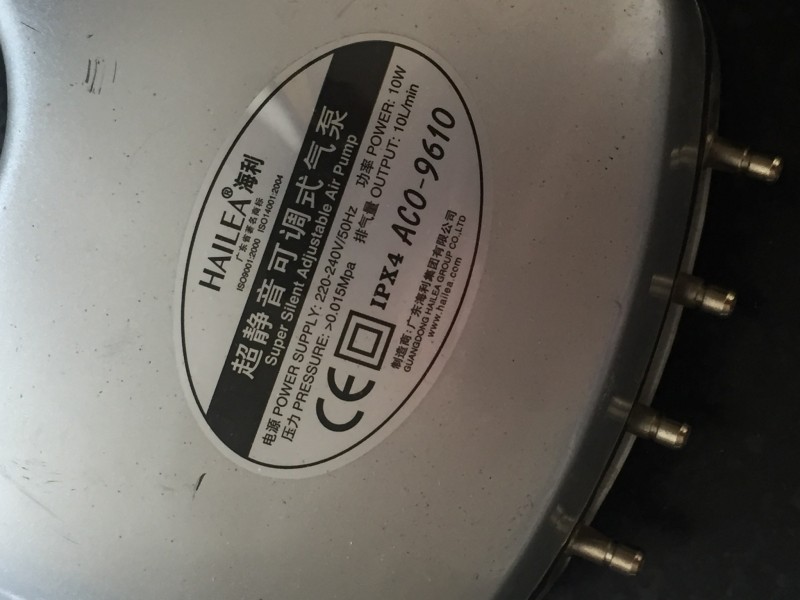 HAILEA® 海利
广东省著名商标
ISO9001:2000 ISO14001:2004
超静音可调式气泵
Super Silent Adjustable Air Pump
电源 POWER SUPPLY: 220-240V/50Hz 功率 POWER: 10W
压力 PRESSURE: >0.015Mpa 排气量 OUTPUT: 10L/min
CE IPX4 ACO-9610
制造商:广东海利集团有限公司
GUANGDONG HAILEA GROUP CO.,LTD
www.hailea.com